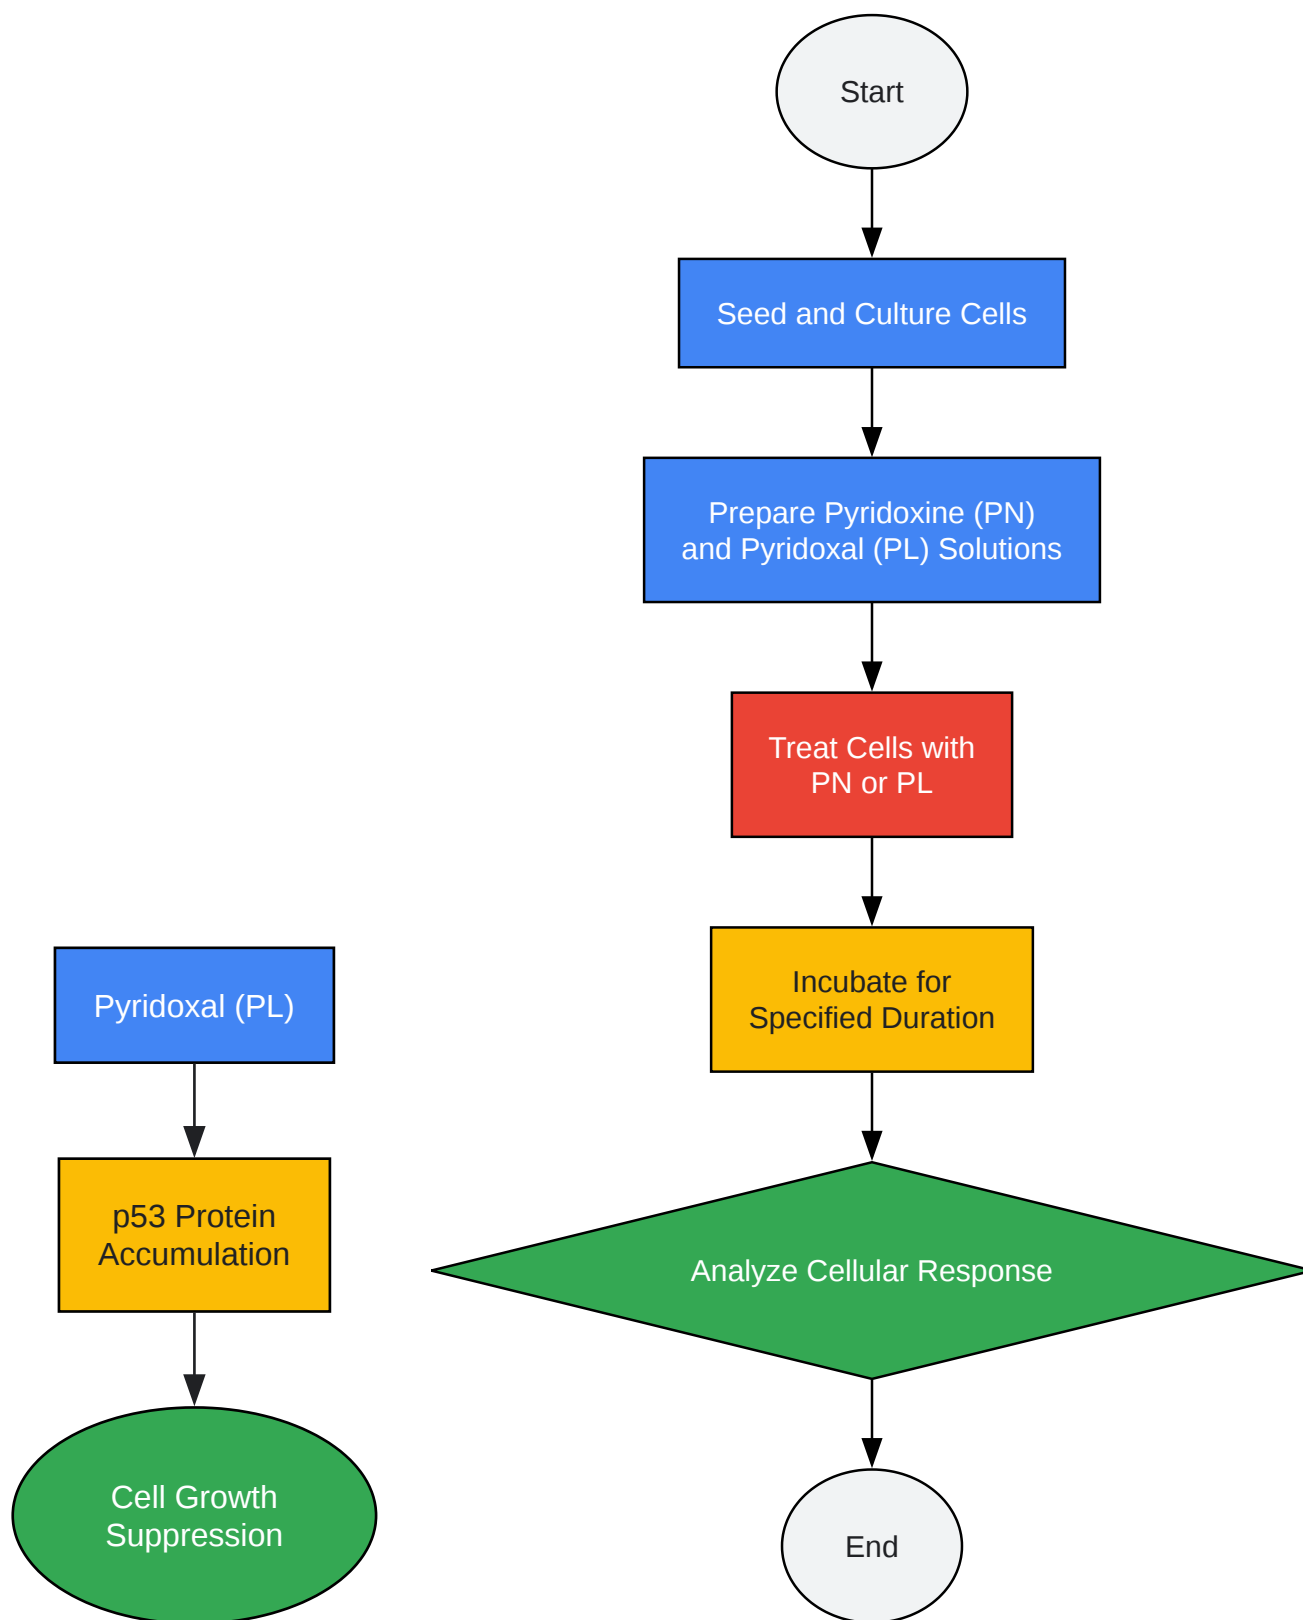 Start
Seed and Culture Cells
Prepare Pyridoxine (PN)
and Pyridoxal (PL) Solutions
Treat Cells with
PN or PL
Incubate for
Specified Duration
Analyze Cellular Response
End
Pyridoxal (PL)
p53 Protein
Accumulation
Cell Growth
Suppression